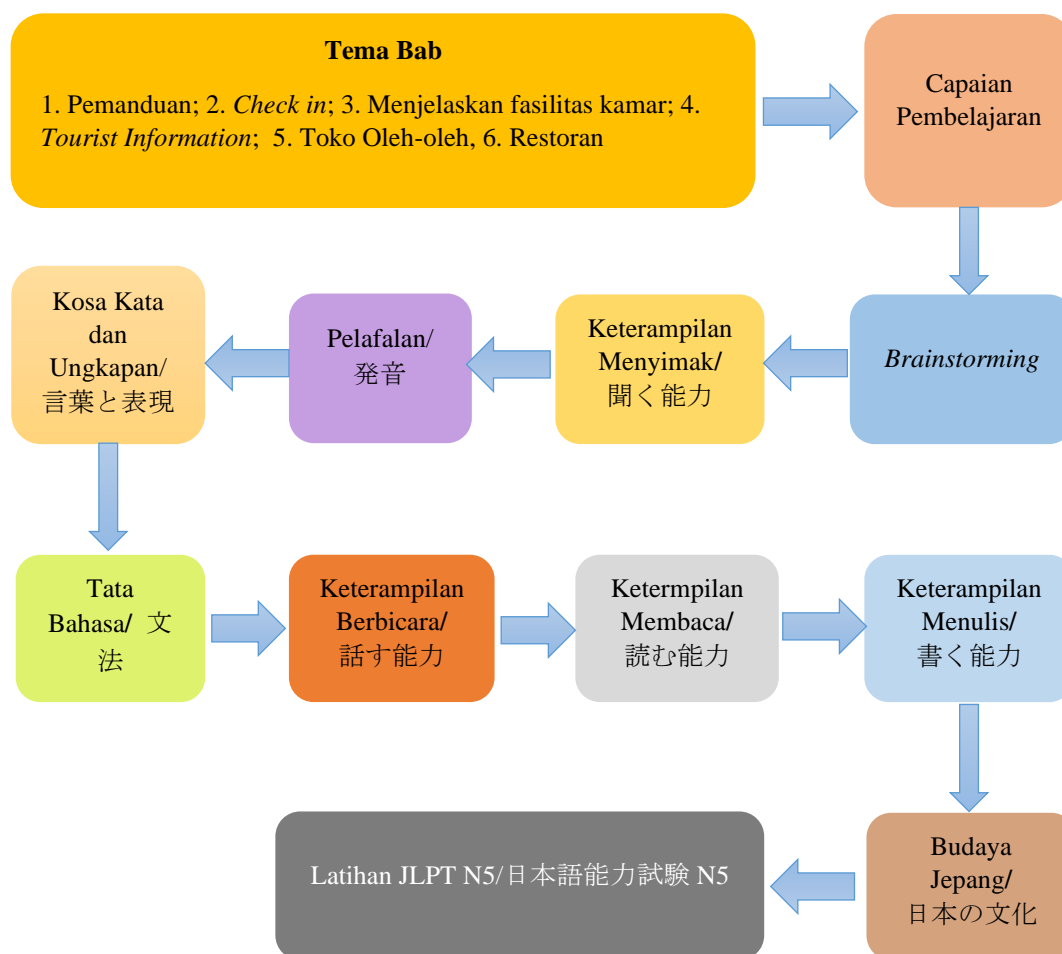 Tema Bab
1. Pemanduan; 2. Check in; 3. Menjelaskan fasilitas kamar; 4.
Tourist Information;  5. Toko Oleh-oleh, 6. Restoran
Capaian
Pembelajaran
Brainstorming
Keterampilan
Menyimak/
聞く能力
Pelafalan/
発音
Kosa Kata
dan
Ungkapan/
言葉と表現
Tata
Bahasa/ 文
法
Keterampilan
Berbicara/
話す能力
Ketermpilan
Membaca/
読む能力
Keterampilan
Menulis/
書く能力
Budaya
Jepang/
日本の文化
Latihan JLPT N5/日本語能力試験 N5